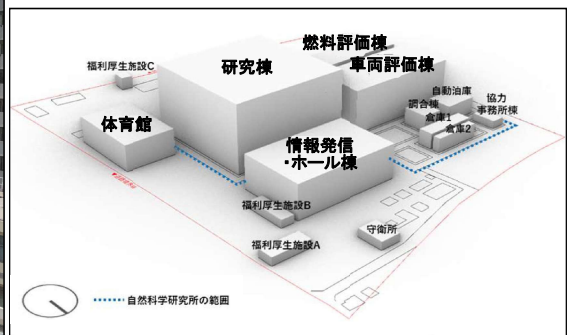 燃料評価棟
研究棟
車両評価棟
福利厚生施設C
自動油庫
協力
事務所棟
調合棟
倉庫1
倉庫2
体育館
情報発信
・ホール棟
福利厚生施設B
守衛所
福利厚生施設A
自然科学研究所の範囲